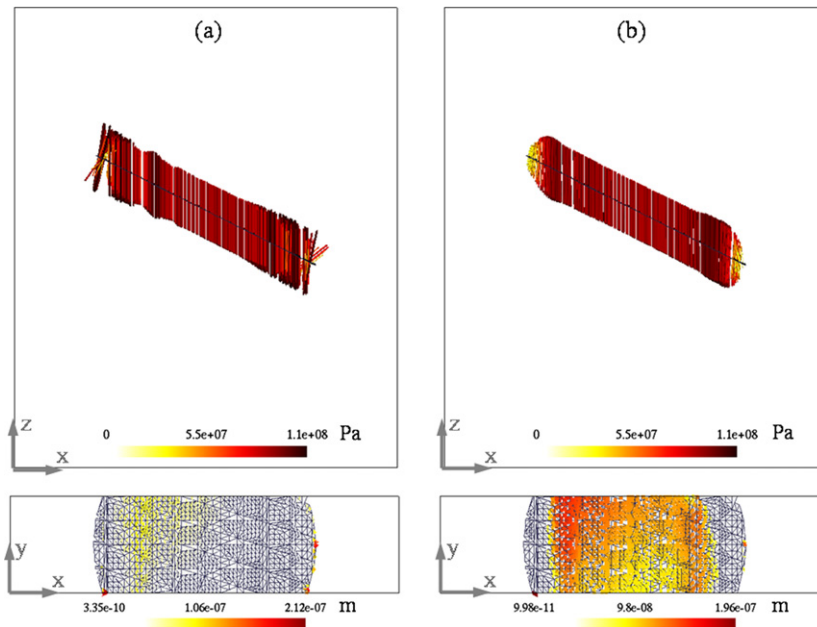 (a)
(b)
z
x
0 5.5e+07 1.1e+08 Pa
z
x
0 5.5e+07 1.1e+08 Pa
y
x
3.35e-10 1.06e-07 2.12e-07 m
y
x
9.98e-11 9.8e-08 1.96e-07 m